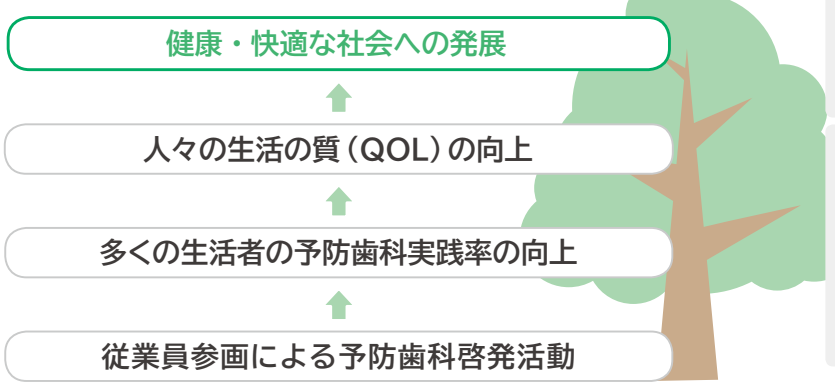 健康・快適な社会への発展
人々の生活の質（QOL）の向上
多くの生活者の予防歯科実践率の向上
従業員参画による予防歯科啓発活動